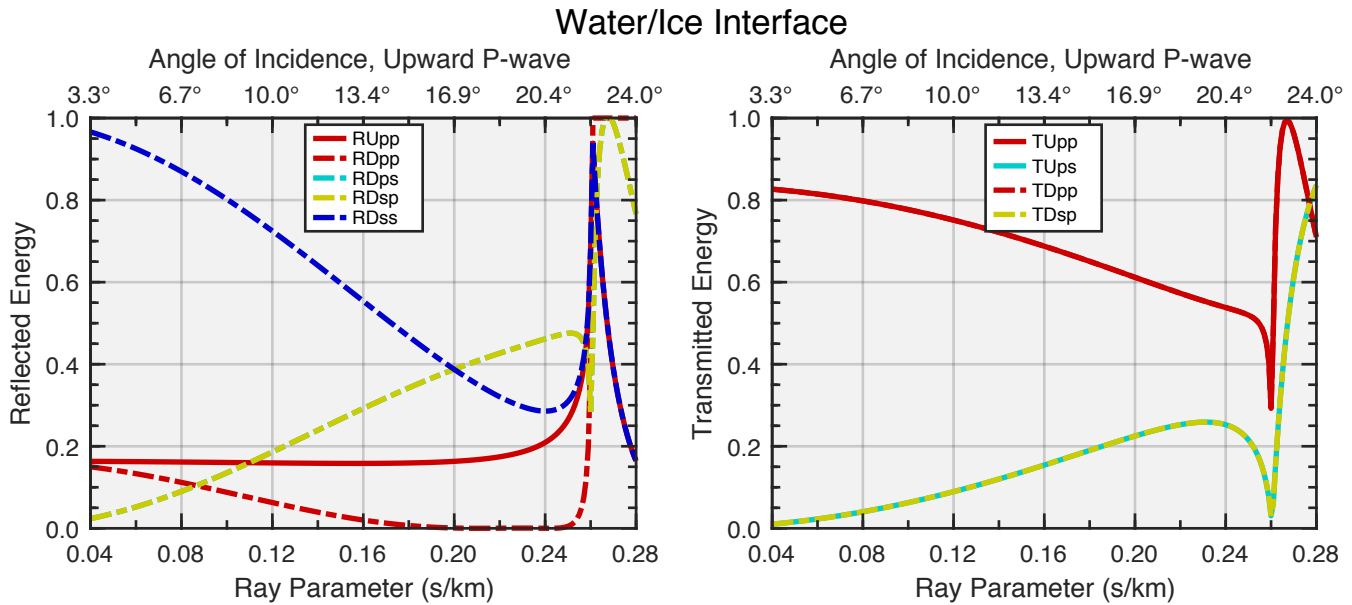 Water/Ice Interface
Angle of Incidence, Upward P-wave
3.3° 6.7° 10.0° 13.4° 16.9° 20.4° 24.0°
1.0
0.8
0.6
0.4
0.2
0.0
Reflected Energy
RUpp
RDpp
RDps
RDsp
RDss
0.04 0.08 0.12 0.16 0.20 0.24 0.28
Ray Parameter (s/km)
Angle of Incidence, Upward P-wave
3.3° 6.7° 10.0° 13.4° 16.9° 20.4° 24.0°
1.0
0.8
0.6
0.4
0.2
0.0
Transmitted Energy
TUpp
TUps
TDpp
TDsp
0.04 0.08 0.12 0.16 0.20 0.24 0.28
Ray Parameter (s/km)